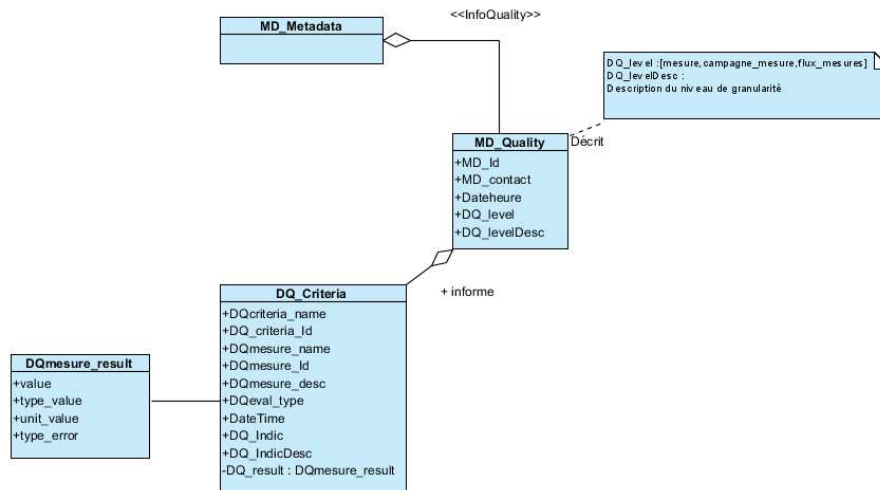 <<InfoQuality>>
MD_Metadata
DQ_level :[mesure,campagne_mesure,flux_mesures]
DQ_levelDesc :
Description du niveau de granularité
MD_Quality
Décrit
+MD_Id
+MD_contact
+Dateheure
+DQ_level
+DQ_levelDesc
+ informe
DQ_Criteria
+DQcriteria_name
+DQ_criteria_Id
+DQmesure_name
+DQmesure_Id
+DQmesure_desc
+DQeval_type
+DateTime
+DQ_Indic
+DQ_IndicDesc
-DQ_result : DQmesure_result
DQmesure_result
+value
+type_value
+unit_value
+type_error